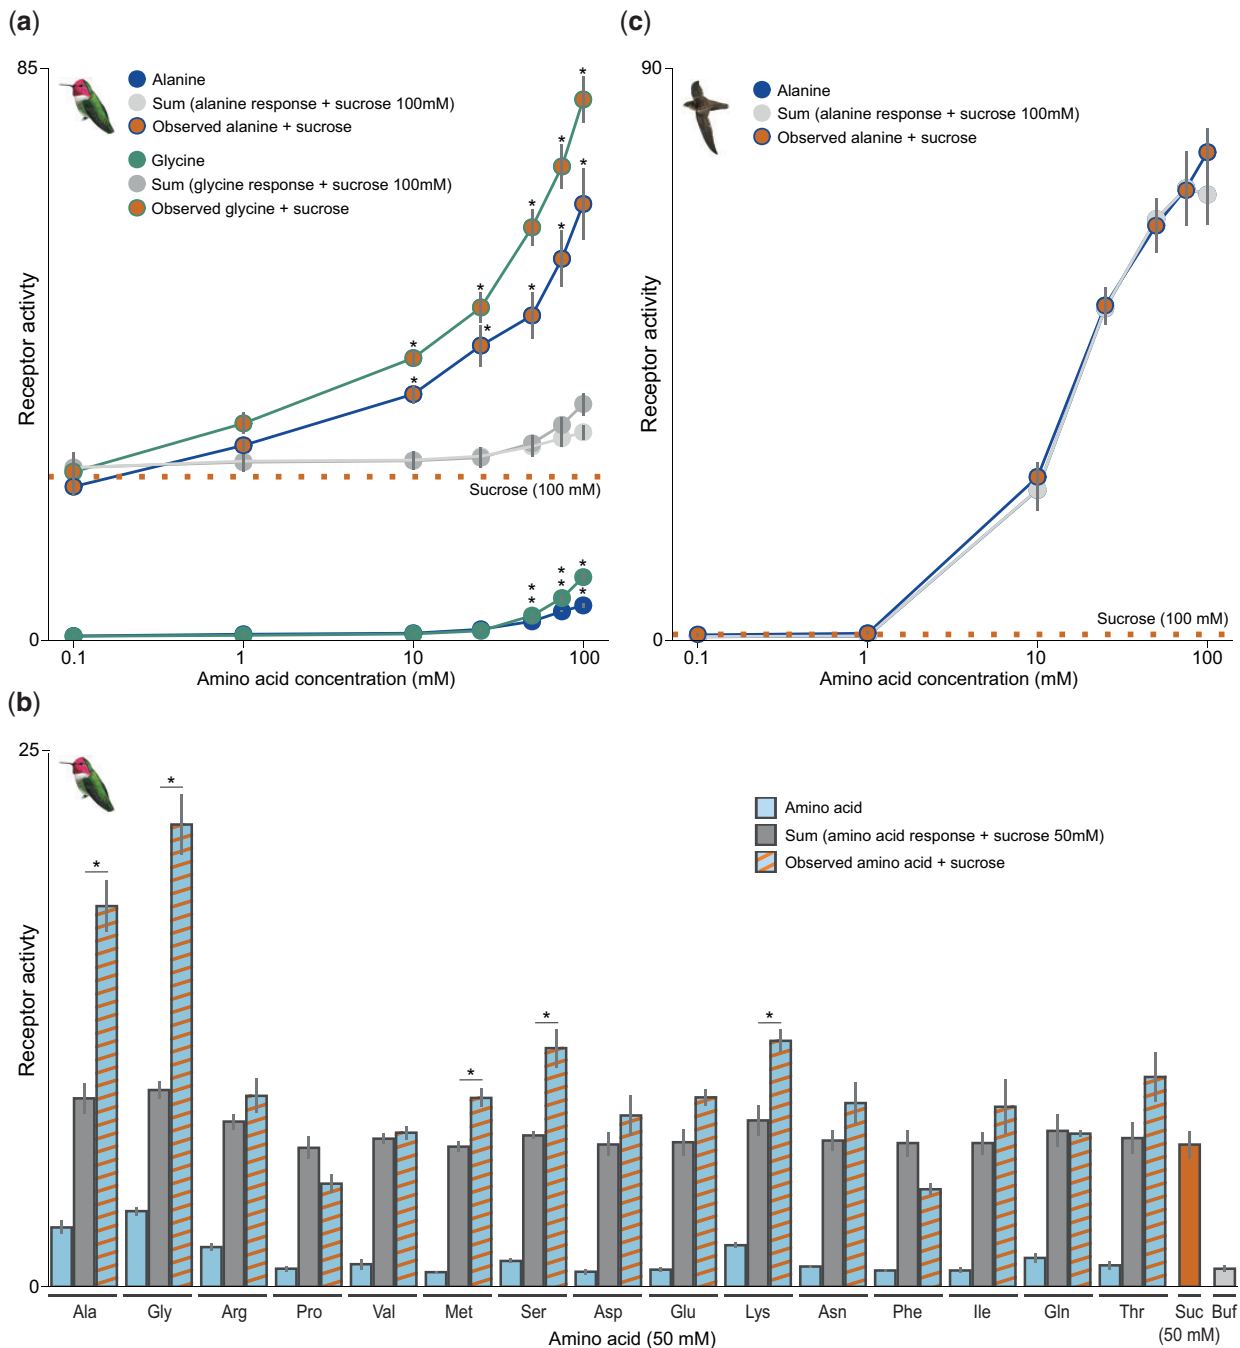 (a)
85
Alanine
Sum (alanine response + sucrose 100mM)
Observed alanine + sucrose
Glycine
Sum (glycine response + sucrose 100mM)
Observed glycine + sucrose
* * * * * * * * * *
Receptor activty
Sucrose (100 mM)
* * * * * *
0
0.1 1 10 100
Amino acid concentration (mM)
(c)
90
Alanine
Sum (alanine response + sucrose 100mM)
Observed alanine + sucrose
Receptor activity
Sucrose (100 mM)
0
0.1 1 10 100
Amino acid concentration (mM)
(b)
25
Amino acid
Sum (amino acid response + sucrose 50mM)
Observed amino acid + sucrose
* * * * *
Receptor activty
0
Ala Gly Arg Pro Val Met Ser Asp Glu Lys Asn Phe Ile Gln Thr Suc Buf
(50 mM)
Amino acid (50 mM)